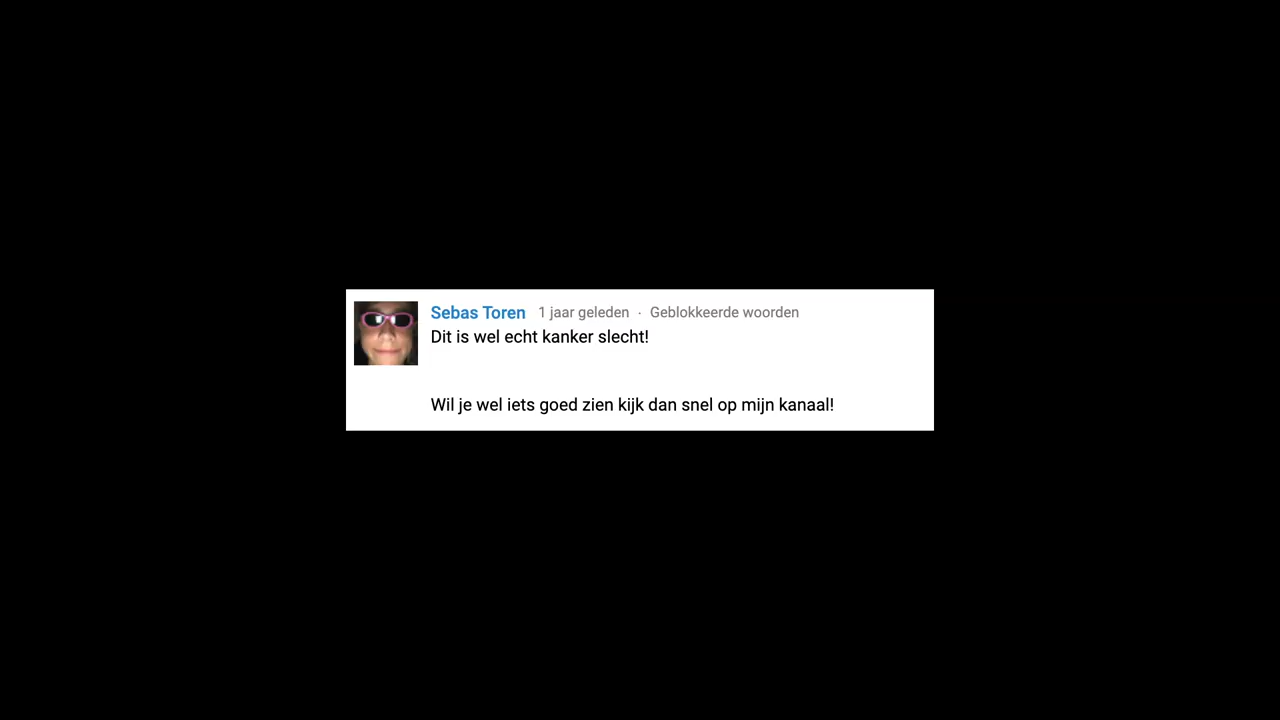 Sebas Toren 1 jaar geleden · Geblokkeerde woorden
Dit is wel echt kanker slecht!
Wil je wel iets goed zien kijk dan snel op mijn kanaal!